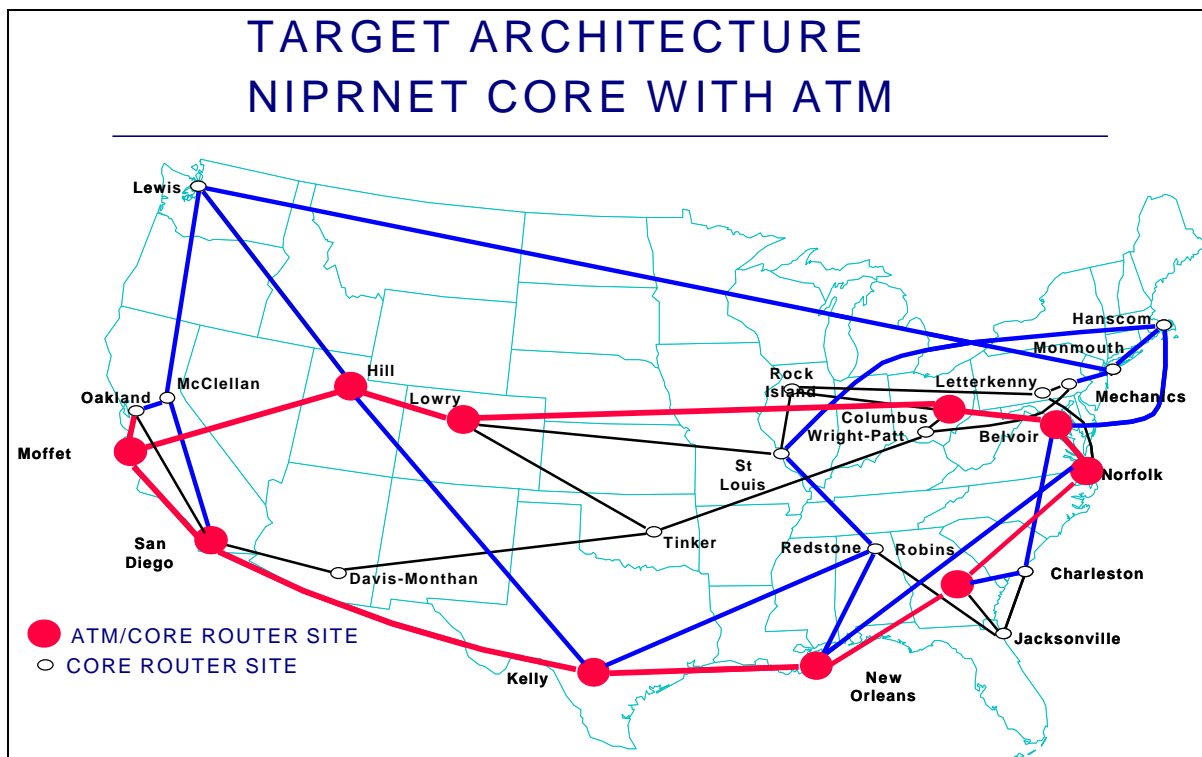 TARGET ARCHITECTURE
NIPRNET CORE WITH ATM
Lewis
Hanscom
Monmouth
Hill
McClellan
Oakland
Lowry
Rock
Island
Letterkenny
Mechanics
Columbus
Wright-Patt
Belvoir
Moffet
St
Louis
Norfolk
San
Diego
Tinker
Redstone
Robins
Davis-Monthan
Charleston
ATM/CORE ROUTER SITE
Jacksonville
CORE ROUTER SITE
Kelly
New
Orleans